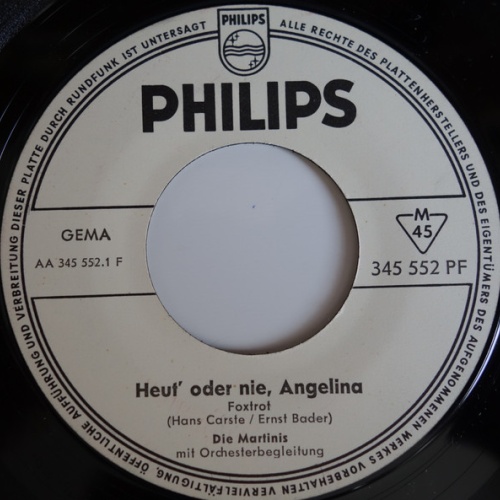 PHILIPS
ALLE RECHTE DES PLATTENHERSTELLERS UND DES EIGENTÜMERS DES AUFGENOMMENEN WERKES VORBEHALTEN
VERVIELFÄLTIGUNG, ÖFFENTLICHE AUFFÜHRUNG UND VERBREITUNG DIESER PLATTE DURCH RUNDFUNK IST UNTERSAGT
PHILIPS
GEMA
M
45
AA 345 552.1 F
345 552 PF
Heut' oder nie, Angelina
Foxtrot
(Hans Carste / Ernst Bader)
Die Martinis
mit Orchesterbegleitung